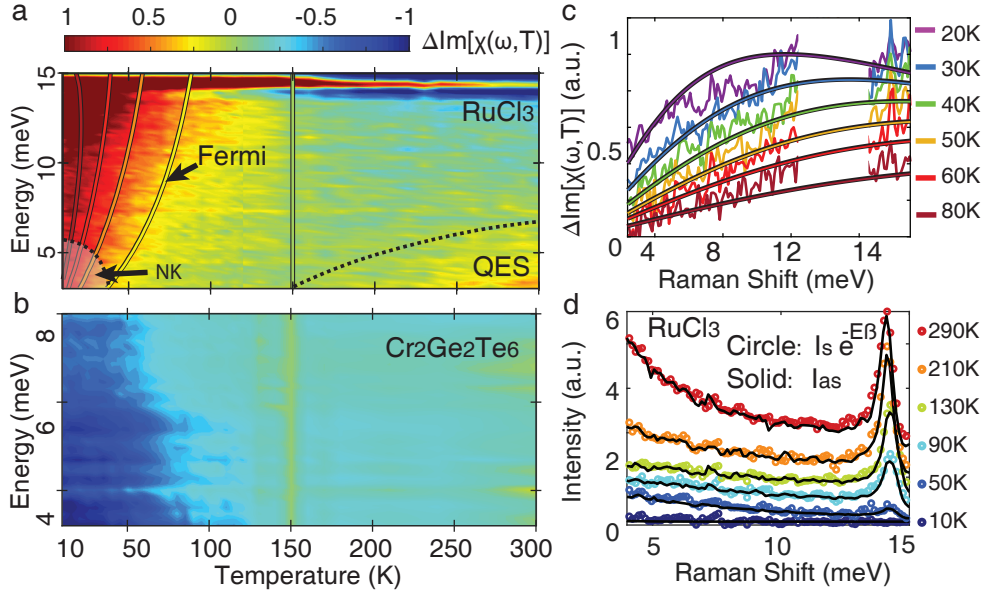 a
1 0.5 0 -0.5 -1
ΔIm[χ(ω,T)]
15
10
5
Energy (meV)
RuCl3
Fermi
NK
QES
b
8
6
4
Energy (meV)
Cr2Ge2Te6
10 50 100 150 200 250 300
Temperature (K)
c
1
0.5
0
ΔIm[χ(ω,T)] (a.u.)
3 4 8 12 14
Raman Shift (meV)
20K
30K
40K
50K
60K
80K
d
6
4
2
0
Intensity (a.u.)
RuCl3
Circle: Is e-Eß
Solid: Ias
5 10 15
Raman Shift (meV)
290K
210K
130K
90K
50K
10K